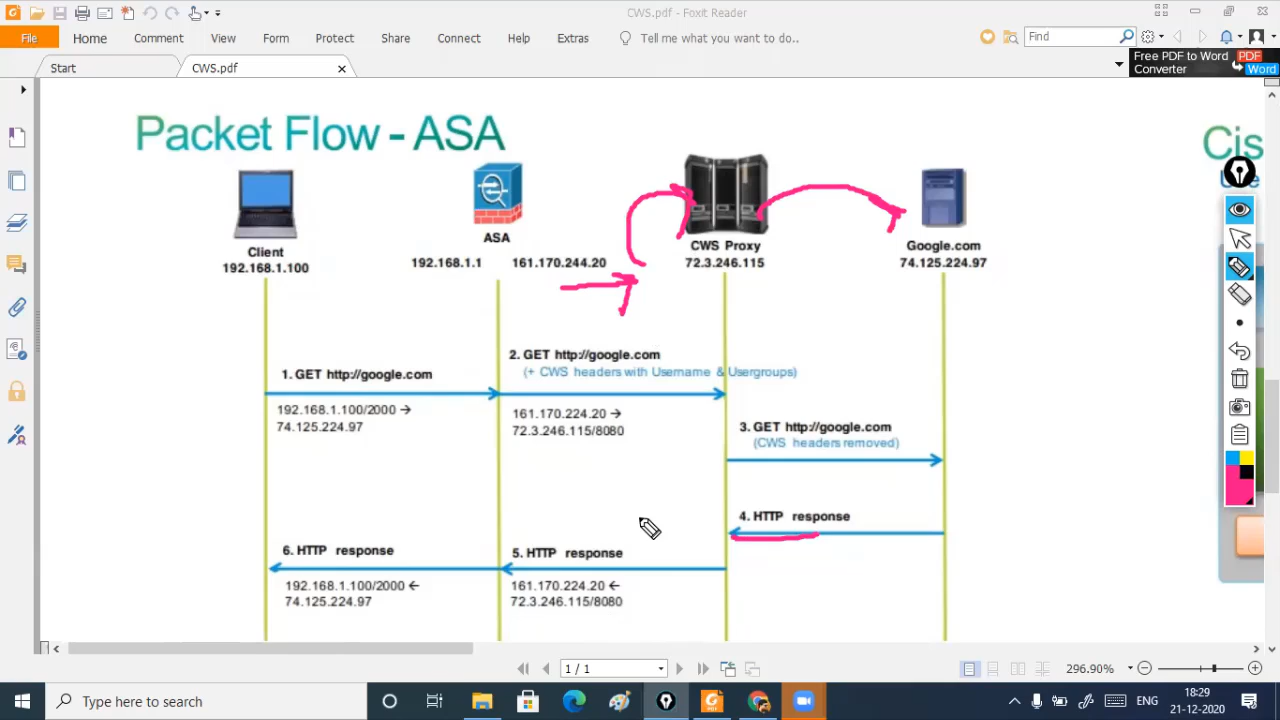 CWS.pdf - Foxit Reader
File Home Comment View Form Protect Share Connect Help Extras Tell me what you want to do.. Find
Start CWS.pdf
Free PDF to Word
Converter
PDF
Word
Packet Flow - ASA
Cis
ASA
Client
192.168.1.100
192.168.1.1 161.170.244.20
CWS Proxy
72.3.246.115
Google.com
74.125.224.97
1. GET http://google.com
192.168.1.100/2000 →
74.125.224.97
2. GET http://google.com
(+ CWS headers with Username & Usergroups)
161.170.224.20 →
72.3.246.115/8080
3. GET http://google.com
(CWS headers removed)
4. HTTP response
5. HTTP response
161.170.224.20 ←
72.3.246.115/8080
6. HTTP response
192.168.1.100/2000 ←
74.125.224.97
1 / 1
296.90%
Type here to search
ENG
18:29
21-12-2020